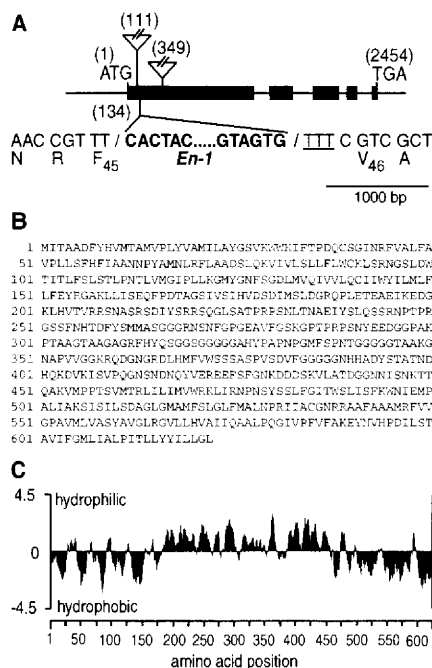 A
(111)
(1)
(349)
(2454)
ATG
TGA
(134)
AAC CGT TT / CACTAC.....GTAGTG / TTT C GTC GCT
N R F45 En-1 V46 A
1000 bp
B
1 MITAADFYHVMTAMVPLYVAMILAYGSVKWWKIFTPDQCSGINRFVALFA
51 VPLLSFHFIAANNPYAMNLRFLAADSLQKVIVLSLLFLWCKLSRNGSLDW
101 TITLFSLSTLPNTLVMGIPLLKGMYGNFSGDLMVQIVVLQCIIWYILMLF
151 LFEYRGAKLLISEQFPDTAGSIVSIHVDSDIMSLDGRQPLETEAEIKEDG
201 KLHVTVRRSNASRSDIYSRRSQGLSATPRPSNLTNAEIYSLQSSRNPTPR
251 GSSFNHTDFYSMMASGGGRNSNFGPGEAVFGSKGPTPRPSNYEEDGGPAK
301 PTAAGTAAGAGRFHYQSGGSGGGGGAHYPAPNPGMFSPNTGGGGGTAAKG
351 NAPVVGGKRQDGNGRDLHMFVWSSSASPVSDVFGGGGGNHHADYSTATND
401 HQKDVKISVPQGNSNDNQYVEREEFSFGNKDDDSKVLATDGGNNISNKTT
451 QAKVMPPTSVMTRLILIMVWRKLIRNPNSYSSLFGITWSLISFKWNIEMP
501 ALIAKSISILSDAGLGMAMFSLGLFMALNPRIIACGNRRAAFAAAMRFVV
551 GPAVMLVASYAVGLRGVLLHVAIIQAALPQGIVPFVFAKEYNVHPDILST
601 AVIFGMLIALPITLLYYILLGL
C
4.5
hydrophilic
0
hydrophobic
-4.5
1 50 100 150 200 250 300 350 400 450 500 550 600
amino acid position